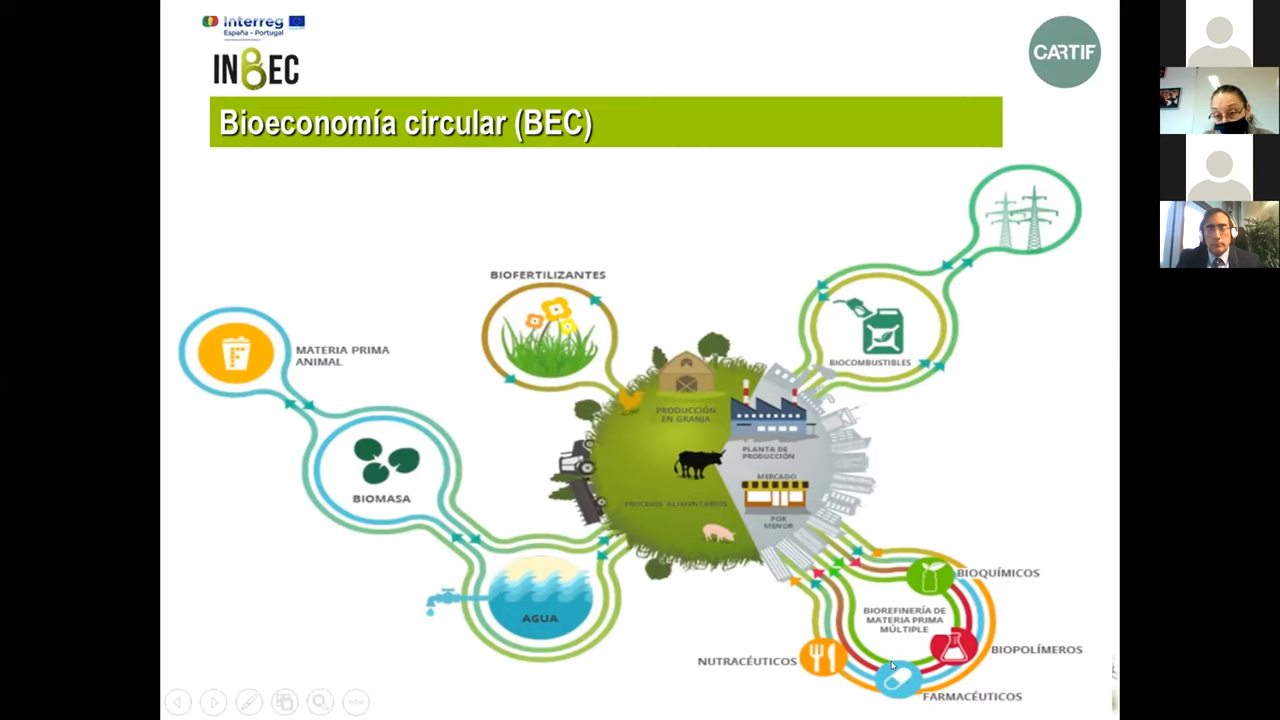 Interreg
España - Portugal
INBEC
CARTIF
Bioeconomía circular (BEC)
BIOFERTILIZANTES
MATERIA PRIMA
ANIMAL
BIOCOMBUSTIBLES
PRODUCCIÓN
EN GRANJA
PLANTA DE
PRODUCCIÓN
MERCADO
POR
MENOR
PROCESOS ALIMENTARIOS
BIOMASA
AGUA
BIOQUÍMICOS
BIOREFINERÍA DE
MATERIA PRIMA
MÚLTIPLE
BIOPOLÍMEROS
NUTRACÉUTICOS
FARMACÉUTICOS